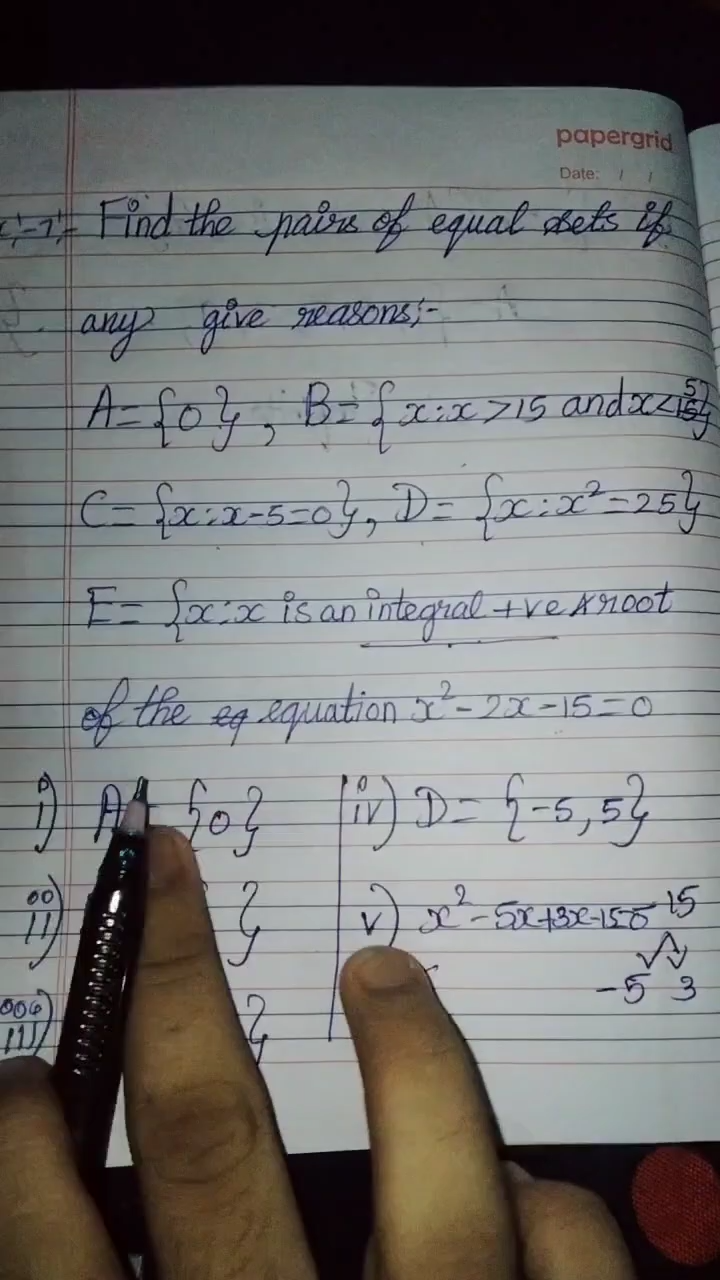 papergrid
Date: / /
Find the pairs of equal sets if
any give reasons:-
A = {0}, B = {x:x>15 and x<5}
C = {x:x-5=0}, D = {x:x²=25}
E = {x:x is an integral +ve root
of the eq equation x²-2x-15=0
i) A = {0}
ii) }
iii) }
iv) D = {-5, 5}
v) x²-5x+3x-15 -15
-5 3